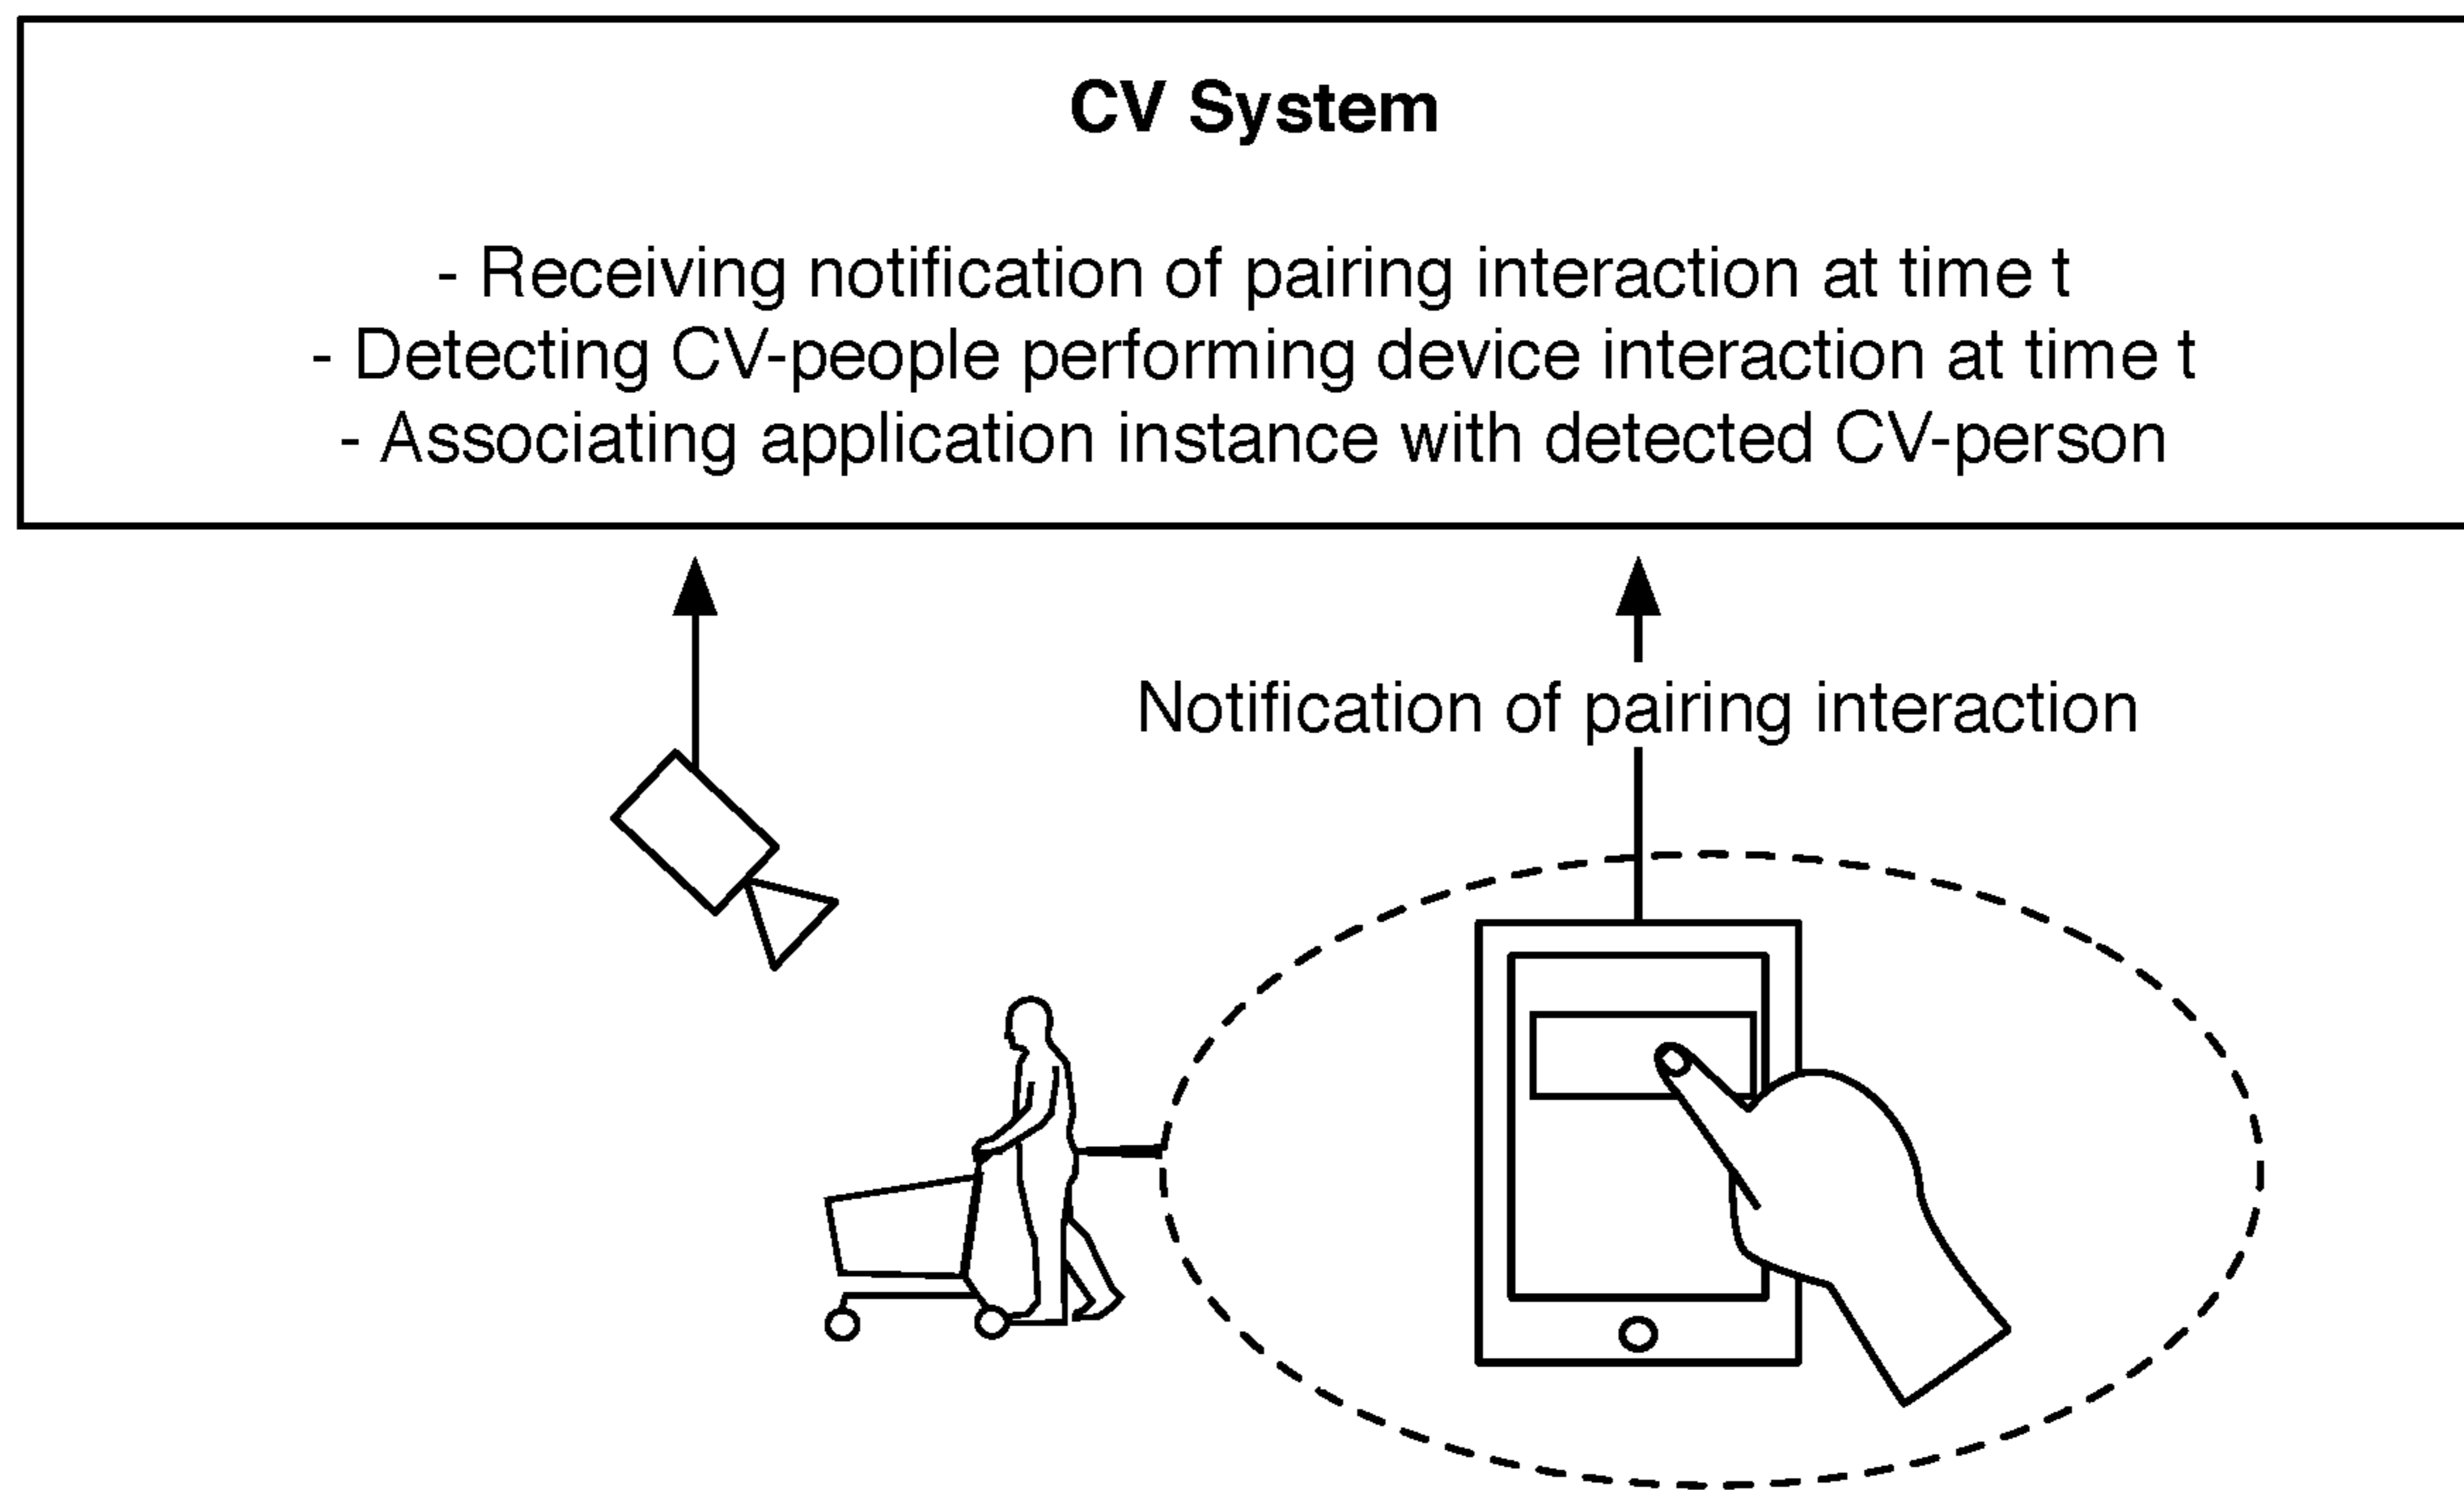 CV System
- Receiving notification of pairing interaction at time t
- Detecting CV-people performing device interaction at time t
- Associating application instance with detected CV-person
Notification of pairing interaction